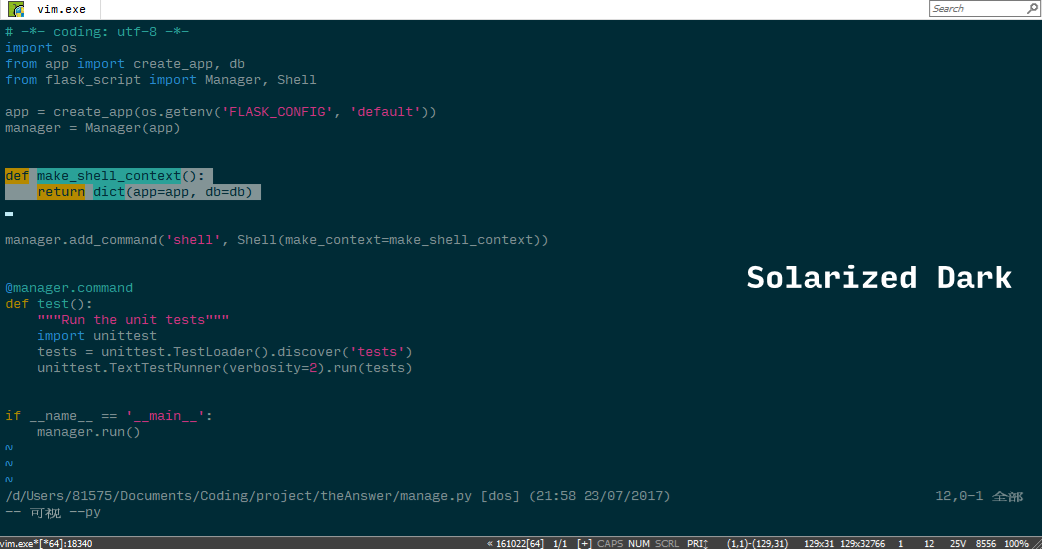 vim.exe
Search
# -*- coding: utf-8 -*-
import os
from app import create_app, db
from flask_script import Manager, Shell
app = create_app(os.getenv('FLASK_CONFIG', 'default'))
manager = Manager(app)
def make_shell_context():
    return dict(app=app, db=db)
manager.add_command('shell', Shell(make_context=make_shell_context))
Solarized Dark
@manager.command
def test():
    """Run the unit tests"""
    import unittest
    tests = unittest.TestLoader().discover('tests')
    unittest.TextTestRunner(verbosity=2).run(tests)
if __name__ == '__main__':
    manager.run()
~
~
~
/d/Users/81575/Documents/Coding/project/theAnswer/manage.py [dos] (21:58 23/07/2017) 12,0-1 全部
-- 可视 --py
vim.exe*[*64]:18340 « 161022[64] 1/1 [+] CAPS NUM SCRL PRI↕ (1,1)-(129,31) 129x31 129x32766 1 12 25V 8556 100%